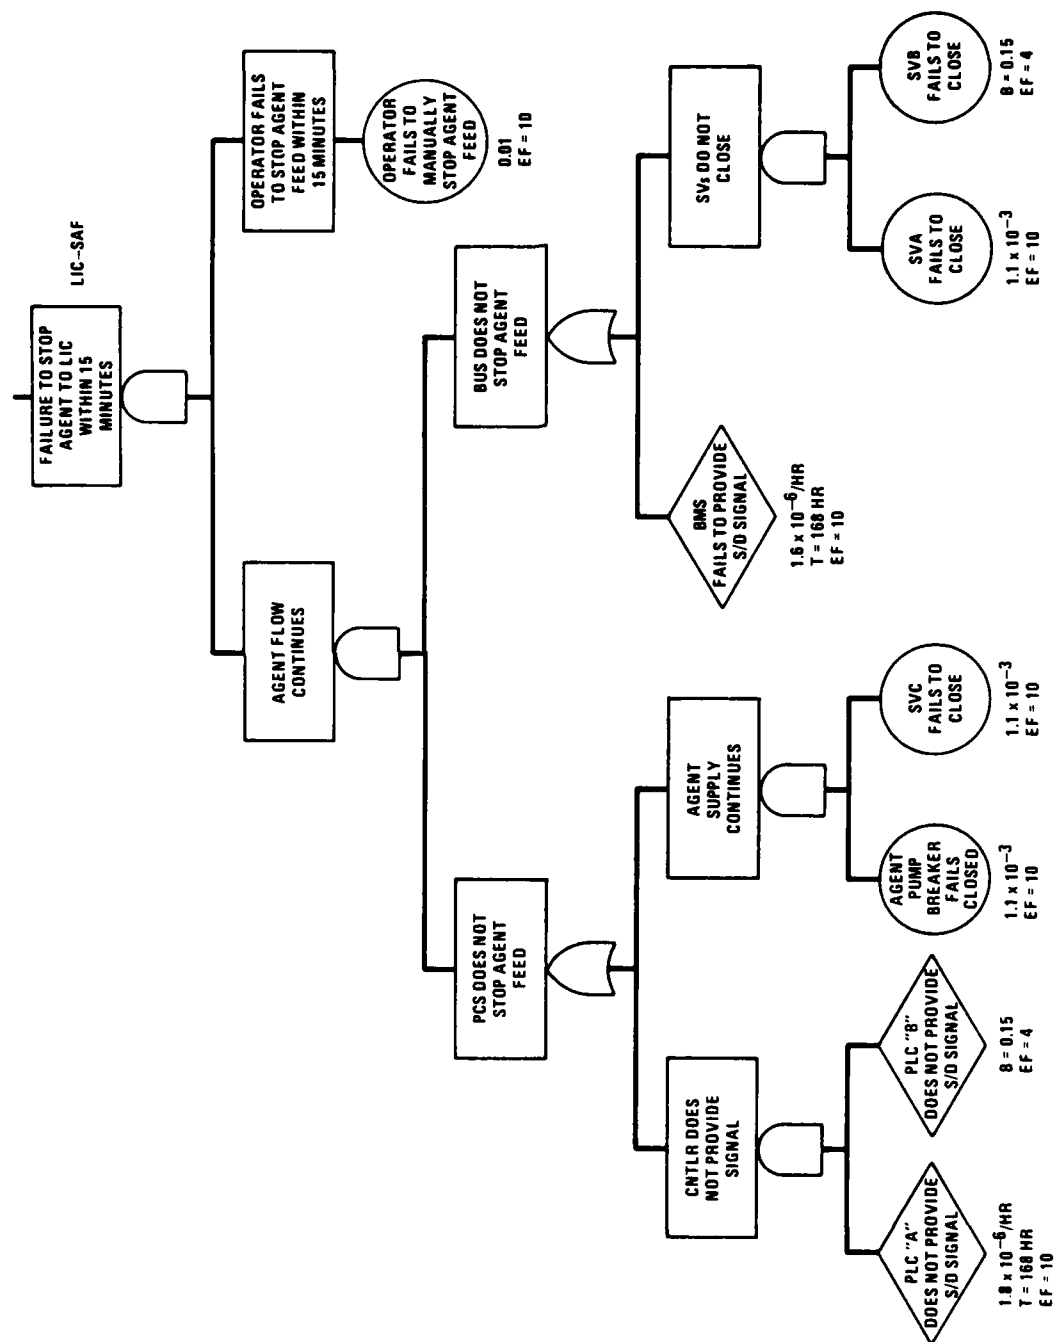 LIC-SAF
FAILURE TO STOP
AGENT TO LIC
WITHIN 15
MINUTES
AGENT FLOW
CONTINUES
OPERATOR FAILS
TO STOP AGENT
FEED WITHIN
15 MINUTES
OPERATOR
FAILS TO
MANUALLY
STOP AGENT
FEED
0.01
EF = 10
PCS DOES NOT
STOP AGENT
FEED
BUS DOES NOT
STOP AGENT
FEED
CNTLR DOES
NOT PROVIDE
SIGNAL
AGENT
SUPPLY
CONTINUES
BMS
FAILS TO PROVIDE
S/D SIGNAL
1.6 x 10⁻⁶/HR
T = 168 HR
EF = 10
SVs DO NOT
CLOSE
PLC "A"
DOES NOT PROVIDE
S/D SIGNAL
1.8 x 10⁻⁶/HR
T = 168 HR
EF = 10
PLC "B"
DOES NOT PROVIDE
S/D SIGNAL
B = 0.15
EF = 4
AGENT
PUMP
BREAKER
FAILS
CLOSED
1.1 x 10⁻³
EF = 10
SVC
FAILS TO
CLOSE
1.1 x 10⁻³
EF = 10
SVA
FAILS TO
CLOSE
1.1 x 10⁻³
EF = 10
SVB
FAILS TO
CLOSE
B = 0.15
EF = 4